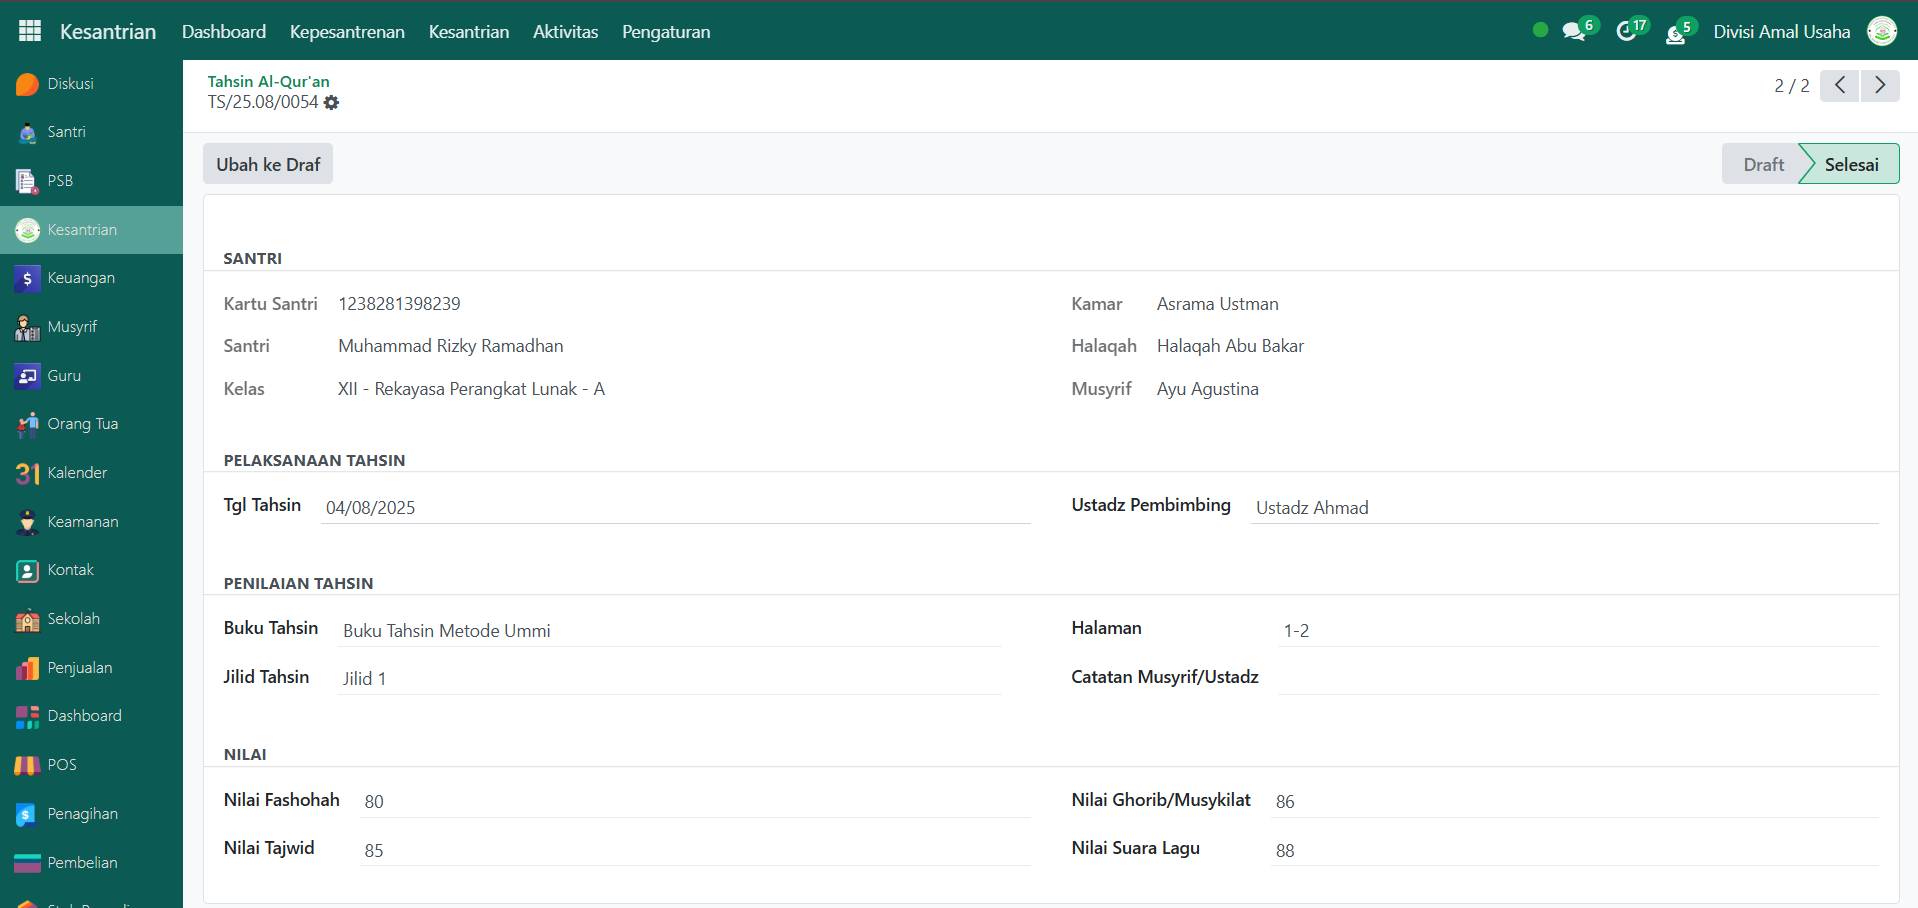 Kesantrian Dashboard Kepesantrenan Kesantrian Aktivitas Pengaturan 6 17 5 Divisi Amal Usaha
Diskusi
Santri
PSB
Kesantrian
Keuangan
Musyrif
Guru
Orang Tua
31 Kalender
Keamanan
Kontak
Sekolah
Penjualan
Dashboard
POS
Penagihan
Pembelian
Tahsin Al-Qur'an
TS/25.08/0054
2 / 2
Ubah ke Draf
Draft Selesai
SANTRI
Kartu Santri 1238281398239 Kamar Asrama Ustman
Santri Muhammad Rizky Ramadhan Halaqah Halaqah Abu Bakar
Kelas XII - Rekayasa Perangkat Lunak - A Musyrif Ayu Agustina
PELAKSANAAN TAHSIN
Tgl Tahsin 04/08/2025 Ustadz Pembimbing Ustadz Ahmad
PENILAIAN TAHSIN
Buku Tahsin Buku Tahsin Metode Ummi Halaman 1-2
Jilid Tahsin Jilid 1 Catatan Musyrif/Ustadz
NILAI
Nilai Fashohah 80 Nilai Ghorib/Musykilat 86
Nilai Tajwid 85 Nilai Suara Lagu 88